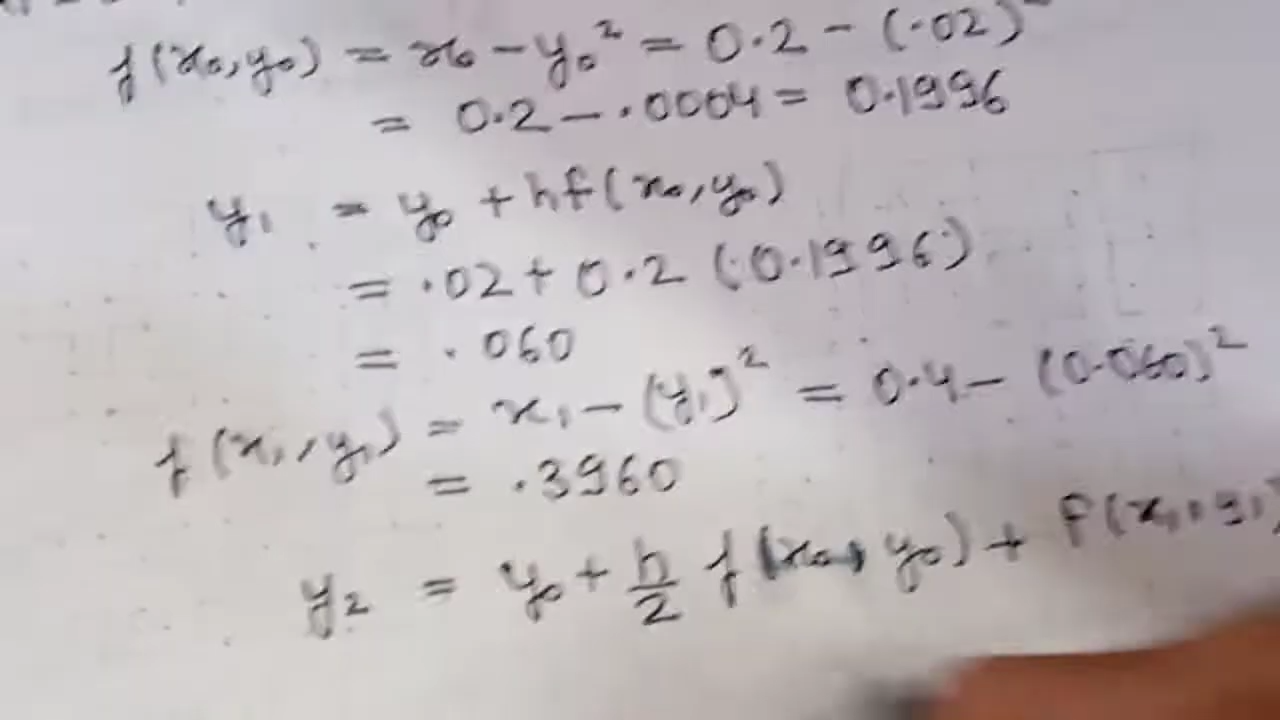 f(x₀,y₀) = x₀ - y₀² = 0.2 - (.02)²
= 0.2 - .0004 = 0.1996
y₁ = y₀ + hf(x₀,y₀)
= .02 + 0.2 (0.1996)
= .060
f(x₁,y₁) = x₁ - (y₁)² = 0.4 - (0.060)²
= .3960
y₂ = y₀ + h/2 f(x₀,y₀) + f(x₁,y₁)